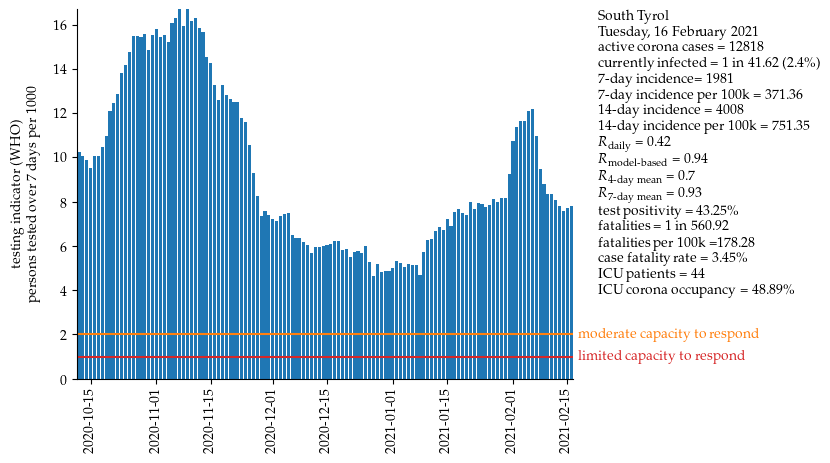 South Tyrol
Tuesday, 16 February 2021
active corona cases = 12818
currently infected = 1 in 41.62 (2.4%)
7-day incidence= 1981
7-day incidence per 100k = 371.36
14-day incidence = 4008
14-day incidence per 100k = 751.35
R daily = 0.42
R model-based = 0.94
R 4-day mean = 0.7
R 7-day mean = 0.93
test positivity = 43.25%
fatalities = 1 in 560.92
fatalities per 100k =178.28
case fatality rate = 3.45%
ICU patients = 44
ICU corona occupancy = 48.89%
moderate capacity to respond
limited capacity to respond
testing indicator (WHO)
persons tested over 7 days per 1000
16
14
12
10
8
6
4
2
0
2020-10-15
2020-11-01
2020-11-15
2020-12-01
2020-12-15
2021-01-01
2021-01-15
2021-02-01
2021-02-15